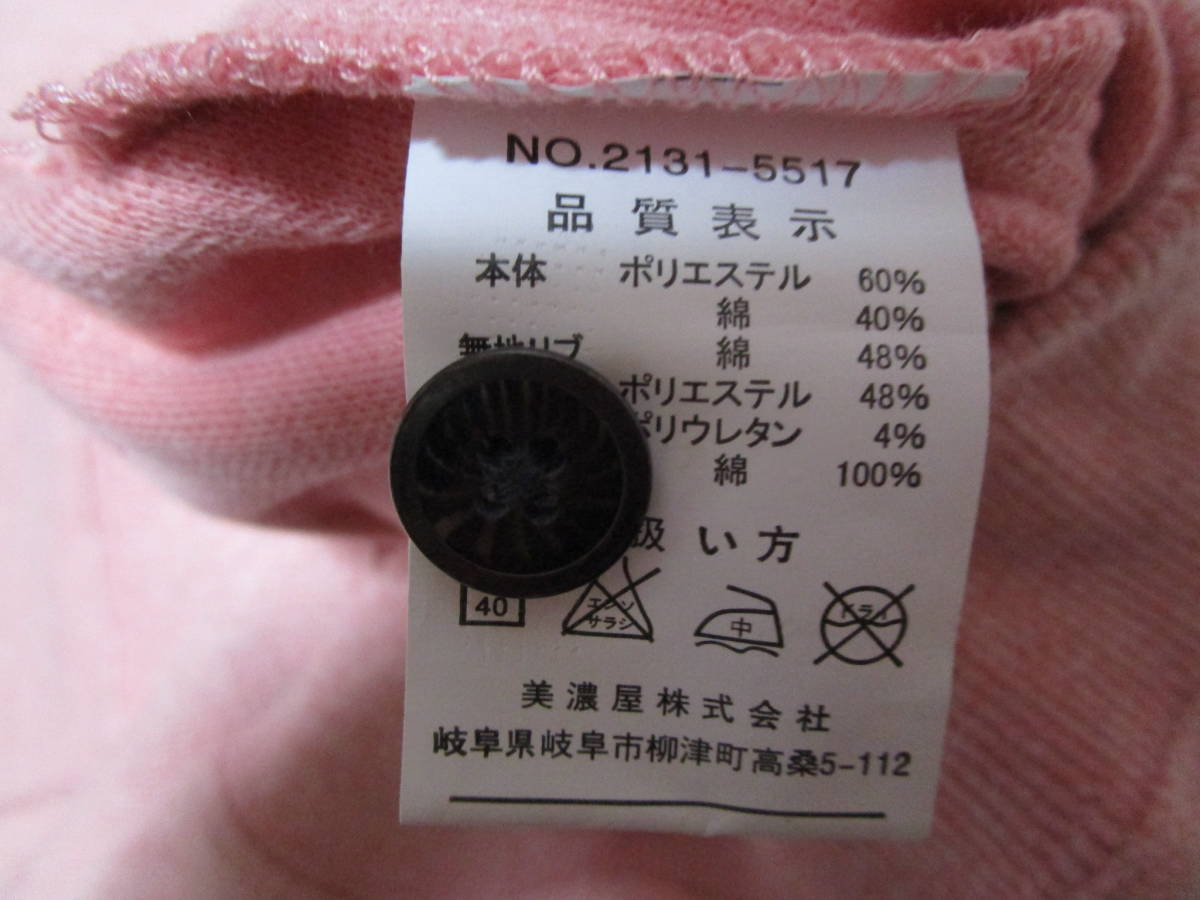 NO.2131-5517
品質表示
本体 ポリエステル 60%
綿 40%
無地リブ 綿 48%
ポリエステル 48%
ポリウレタン 4%
綿 100%
扱い方
40 エンソサラシ 中 ドライ
美濃屋株式会社
岐阜県岐阜市柳津町高桑5-112